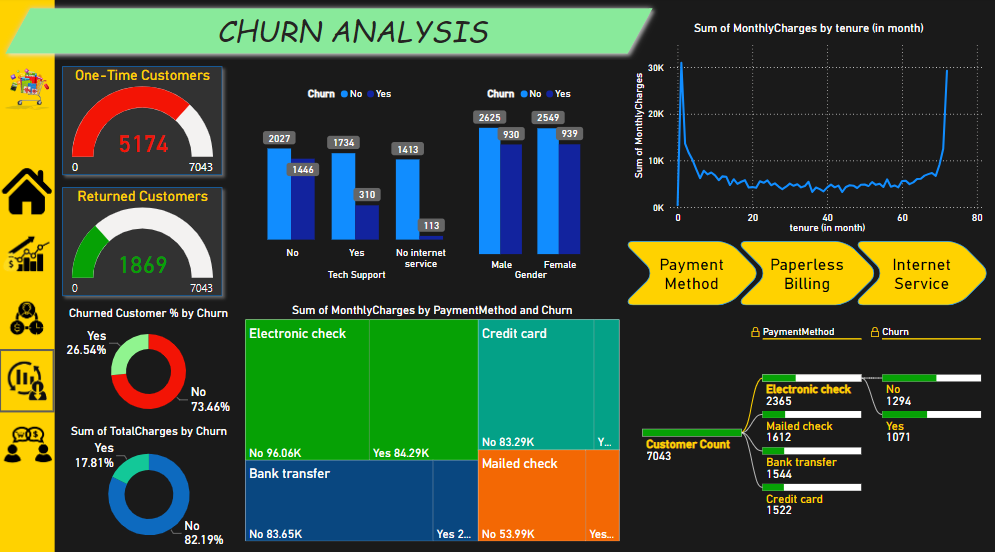 CHURN ANALYSIS
One-Time Customers
5174
0
7043
Returned Customers
1869
0
7043
Churned Customer % by Churn
Yes
26.54%
No
73.46%
Sum of TotalCharges by Churn
Yes
17.81%
No
82.19%
Churn No Yes
2027
1446
1734
310
1413
113
No
Yes
No internet
service
Tech Support
Churn No Yes
2625
930
2549
939
Male
Female
Gender
Sum of MonthlyCharges by PaymentMethod and Churn
Electronic check
No 96.06K
Yes 84.29K
Credit card
No 83.29K
Y...
Bank transfer
No 83.65K
Yes 2...
Mailed check
No 53.99K
Yes...
Sum of MonthlyCharges by tenure (in month)
Sum of MonthlyCharges
30K
20K
10K
0K
0
20
40
60
80
tenure (in month)
Payment
Method
Paperless
Billing
Internet
Service
PaymentMethod
Churn
Customer Count
7043
Electronic check
2365
Mailed check
1612
Bank transfer
1544
Credit card
1522
No
1294
Yes
1071